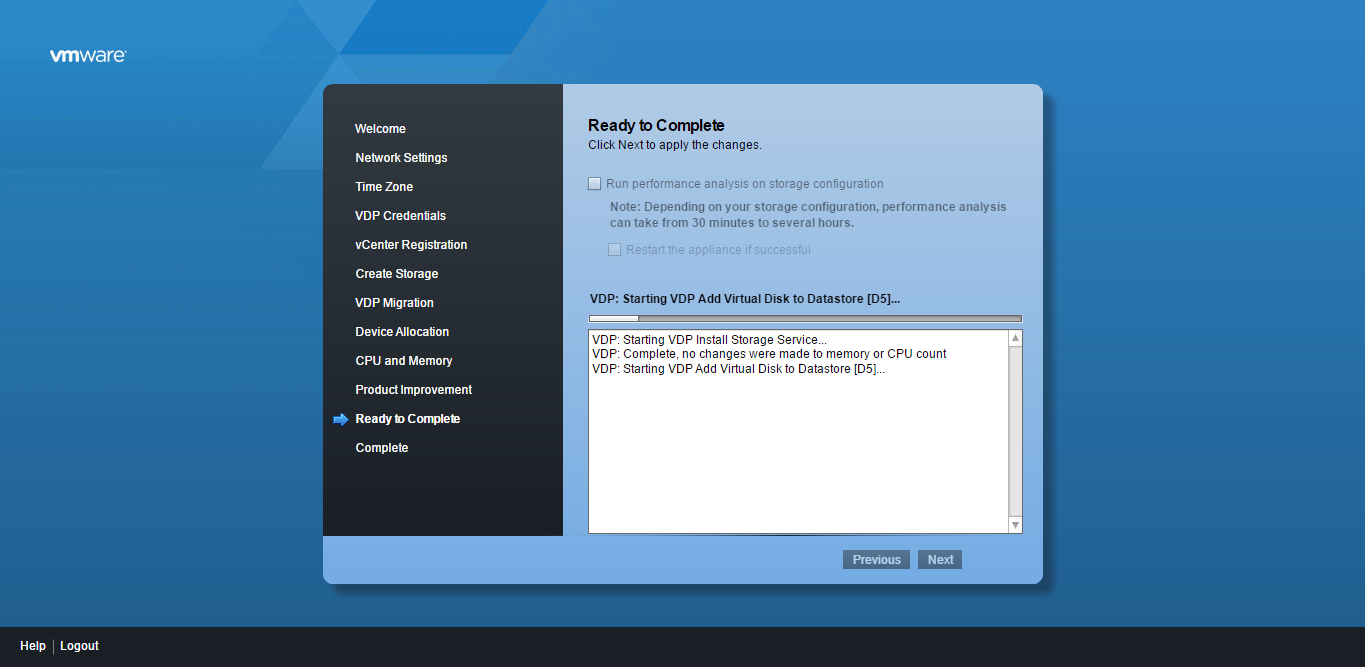 vmware
Welcome
Network Settings
Time Zone
VDP Credentials
vCenter Registration
Create Storage
VDP Migration
Device Allocation
CPU and Memory
Product Improvement
Ready to Complete
Complete
Ready to Complete
Click Next to apply the changes.
Run performance analysis on storage configuration
Note: Depending on your storage configuration, performance analysis
can take from 30 minutes to several hours.
Restart the appliance if successful
VDP: Starting VDP Add Virtual Disk to Datastore [D5]...
VDP: Starting VDP Install Storage Service...
VDP: Complete, no changes were made to memory or CPU count
VDP: Starting VDP Add Virtual Disk to Datastore [D5]...
Previous Next
Help Logout